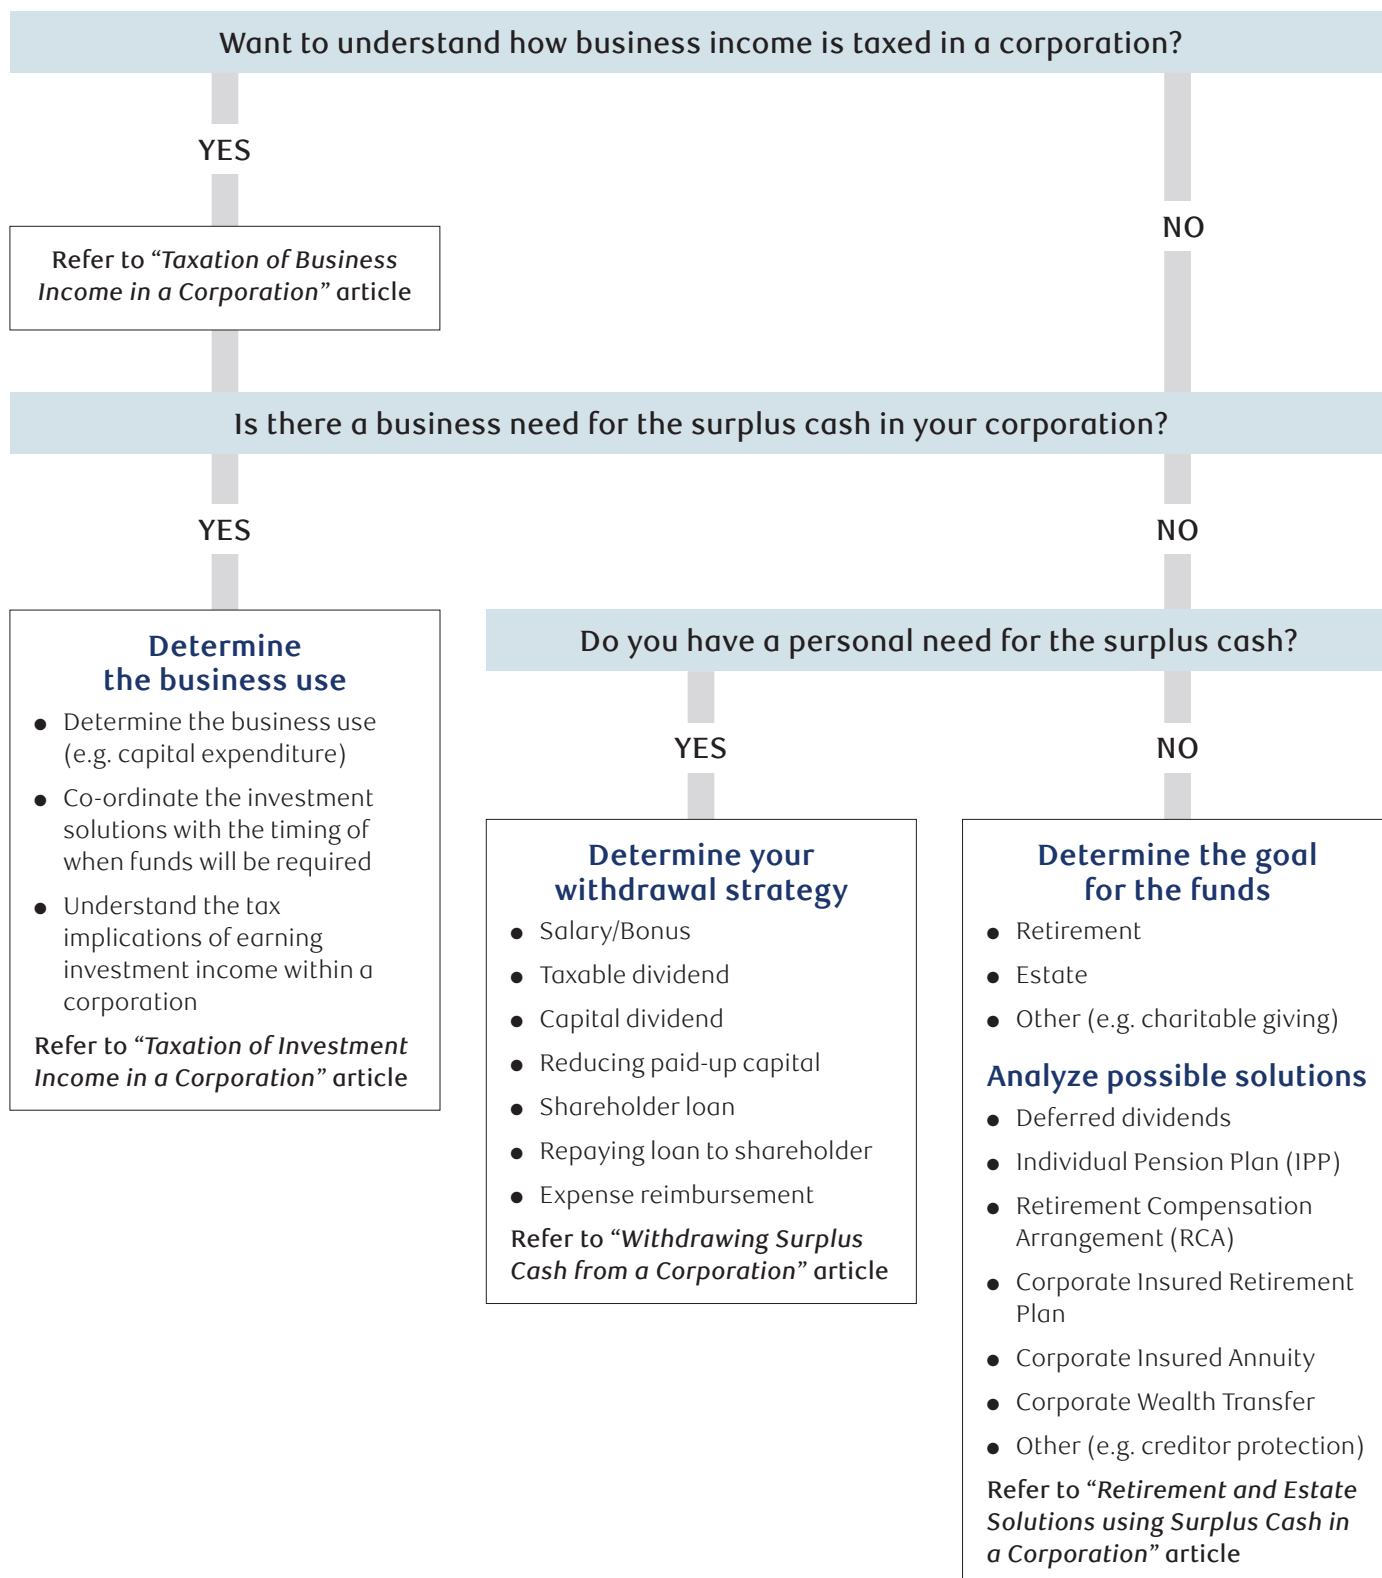 Want to understand how business income is taxed in a corporation?
YES
NO
Refer to “Taxation of Business
Income in a Corporation” article
Is there a business need for the surplus cash in your corporation?
YES
NO
Determine
the business use
● Determine the business use
(e.g. capital expenditure)
● Co-ordinate the investment
solutions with the timing of
when funds will be required
● Understand the tax
implications of earning
investment income within a
corporation
Refer to “Taxation of Investment
Income in a Corporation” article
Do you have a personal need for the surplus cash?
YES
NO
Determine your
withdrawal strategy
● Salary/Bonus
● Taxable dividend
● Capital dividend
● Reducing paid-up capital
● Shareholder loan
● Repaying loan to shareholder
● Expense reimbursement
Refer to “Withdrawing Surplus
Cash from a Corporation” article
Determine the goal
for the funds
● Retirement
● Estate
● Other (e.g. charitable giving)
Analyze possible solutions
● Deferred dividends
● Individual Pension Plan (IPP)
● Retirement Compensation
Arrangement (RCA)
● Corporate Insured Retirement
Plan
● Corporate Insured Annuity
● Corporate Wealth Transfer
● Other (e.g. creditor protection)
Refer to “Retirement and Estate
Solutions using Surplus Cash in
a Corporation” article